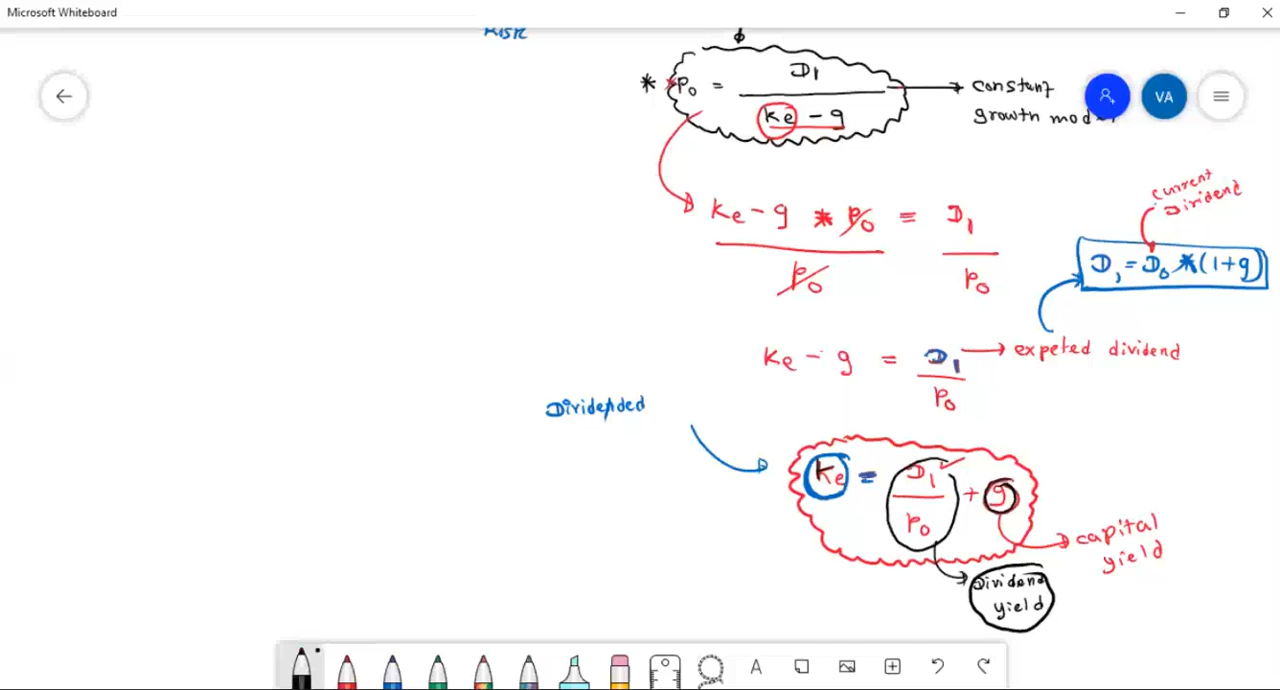 Microsoft Whiteboard
Risk
* P₀ = D₁ / (Ke - g) → constant
growth model
VA
Ke - g * P₀ / P₀ = D₁ / P₀
current
Dividend
D₁ = D₀ * (1+g)
Ke - g = D₁ / P₀ → expeted dividend
Dividended
Ke = D₁ / P₀ + g
capital
yield
Dividend
yield
A